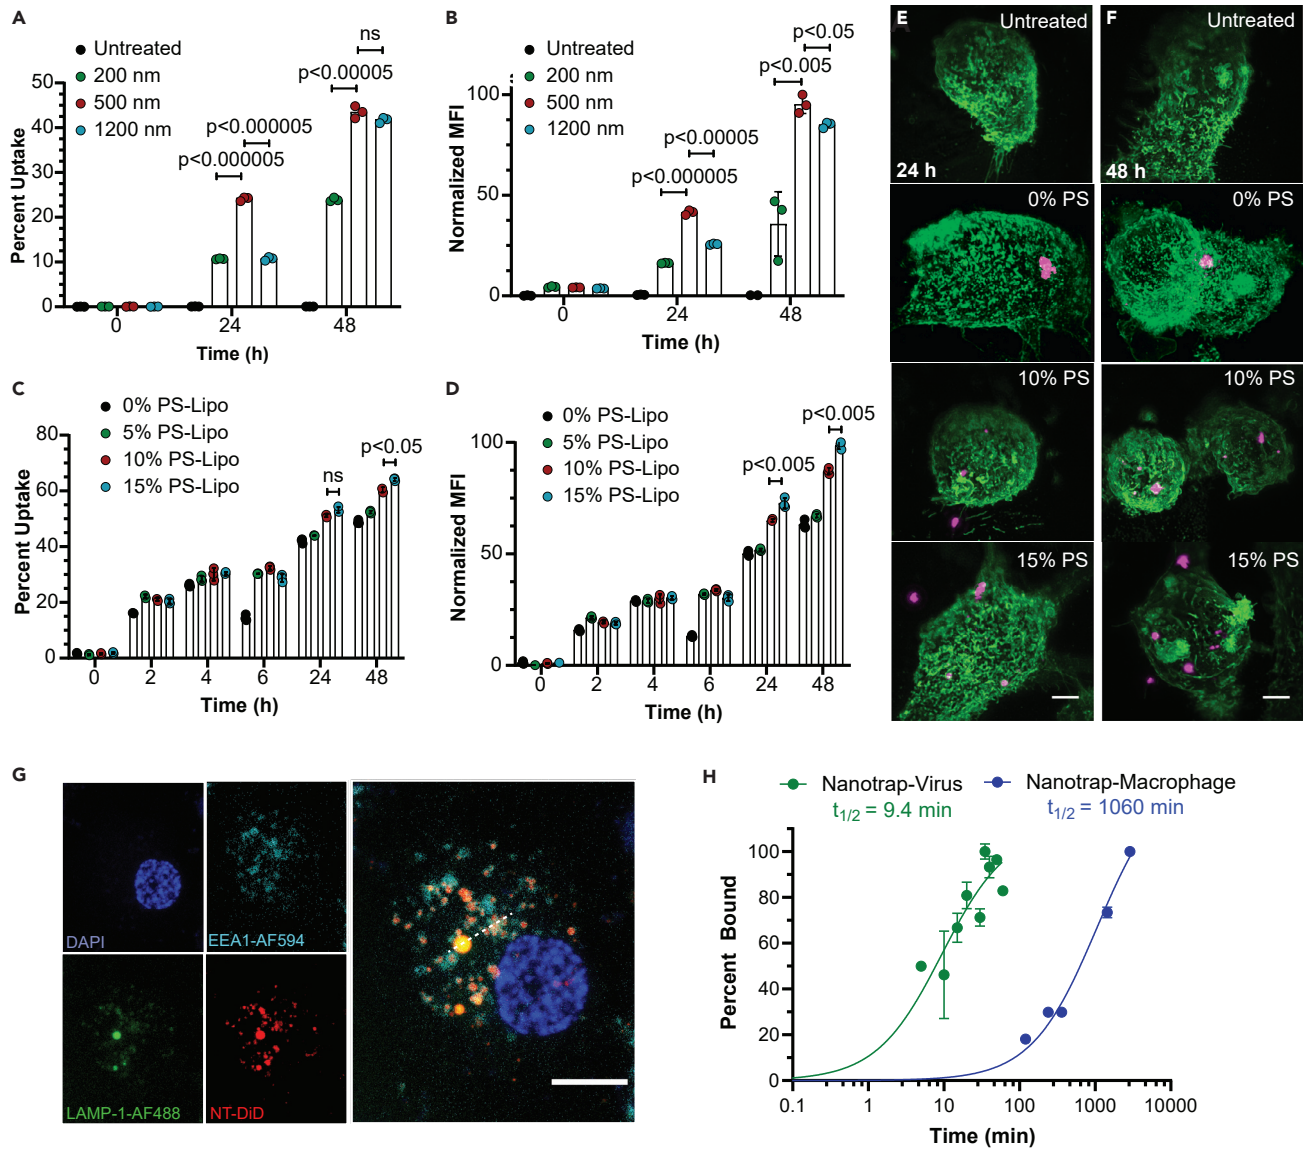 A
Untreated
200 nm
500 nm
1200 nm
ns
p<0.00005
p<0.000005
p<0.000005
50
40
30
20
10
0
Percent Uptake
0
24
48
Time (h)
B
Untreated
200 nm
500 nm
1200 nm
p<0.05
p<0.005
p<0.00005
p<0.000005
100
50
0
Normalized MFI
0
24
48
Time (h)
C
0% PS-Lipo
5% PS-Lipo
10% PS-Lipo
15% PS-Lipo
p<0.05
ns
80
60
40
20
0
Percent Uptake
0
2
4
6
24
48
Time (h)
D
0% PS-Lipo
5% PS-Lipo
10% PS-Lipo
15% PS-Lipo
p<0.005
p<0.005
100
50
0
Normalized MFI
0
2
4
6
24
48
Time (h)
E
Untreated
24 h
0% PS
10% PS
15% PS
F
Untreated
48 h
0% PS
10% PS
15% PS
G
DAPI
EEA1-AF594
LAMP-1-AF488
NT-DiD
H
Nanotrap-Virus
t1/2 = 9.4 min
Nanotrap-Macrophage
t1/2 = 1060 min
100
80
60
40
20
0
Percent Bound
0.1
1
10
100
1000
10000
Time (min)